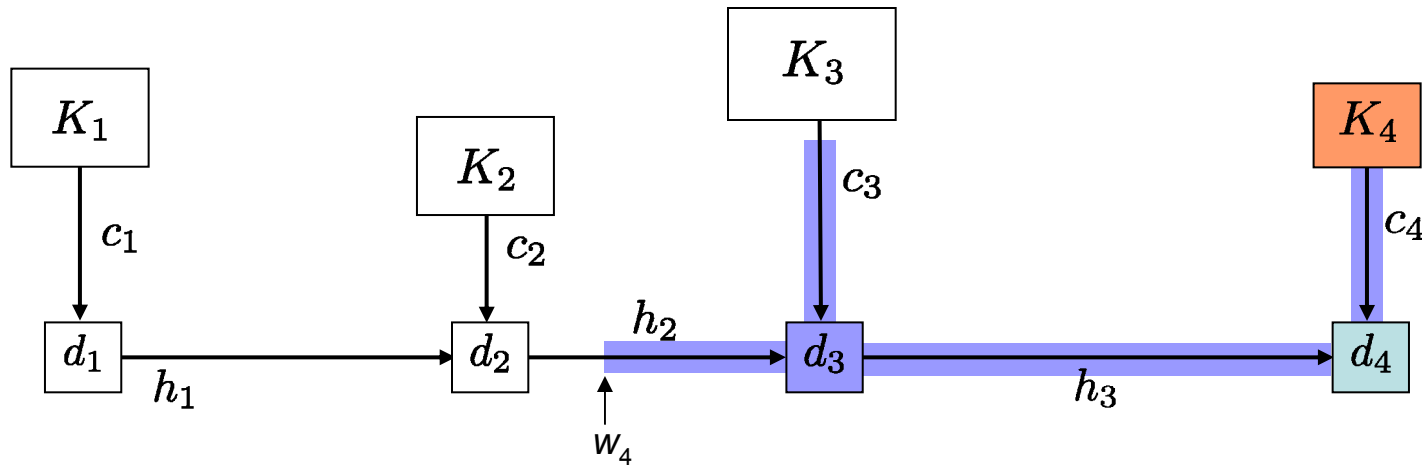 K₁
K₂
K₃
K₄
c₁
c₂
c₃
c₄
d₁
h₁
d₂
h₂
d₃
h₃
d₄
w₄